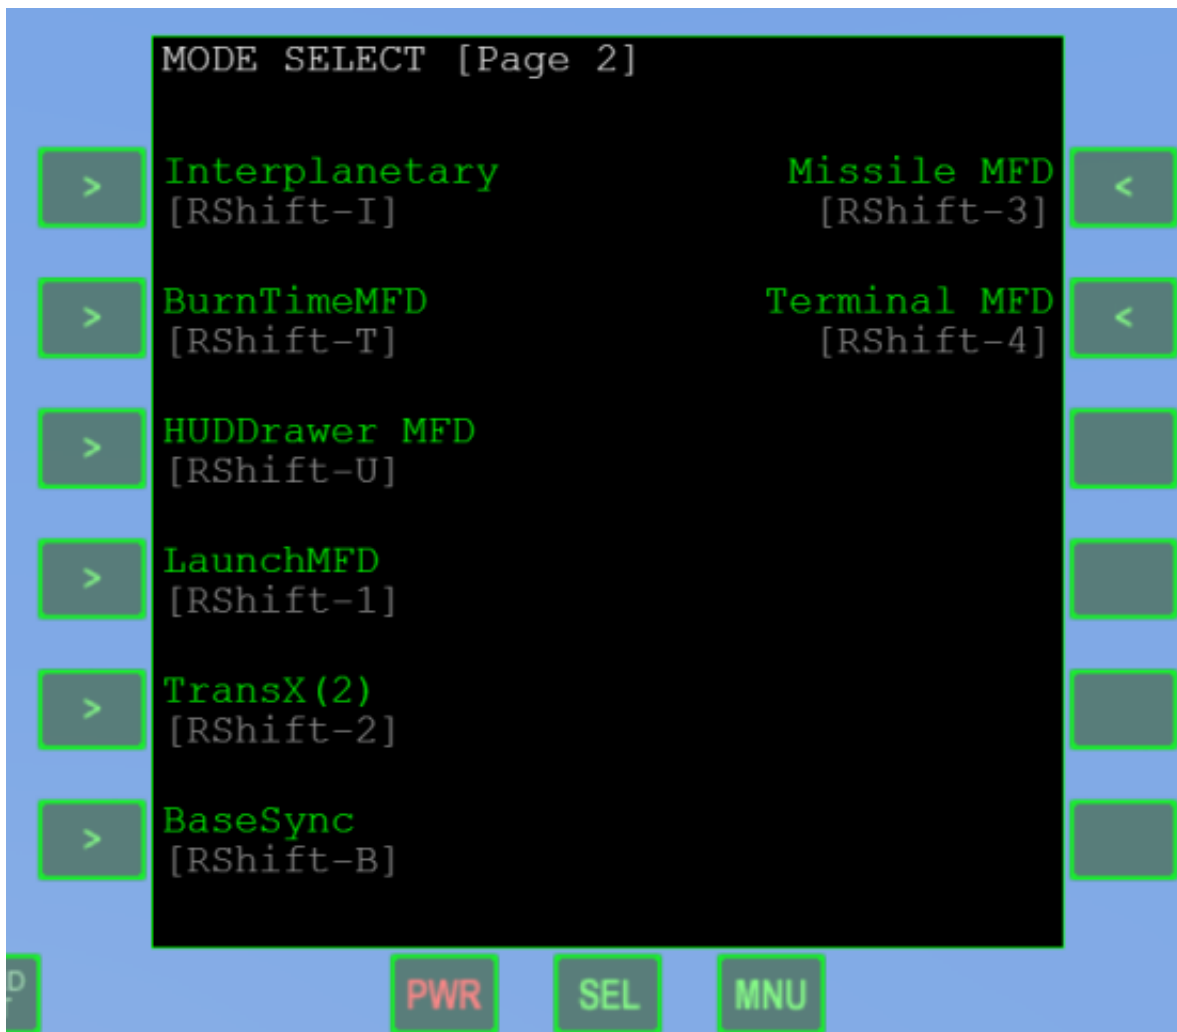 MODE SELECT [Page 2]
> Interplanetary Missile MFD <
[RShift-I] [RShift-3]
> BurnTimeMFD Terminal MFD <
[RShift-T] [RShift-4]
> HUDDrawer MFD
[RShift-U]
> LaunchMFD
[RShift-1]
> TransX(2)
[RShift-2]
> BaseSync
[RShift-B]
PWR SEL MNU